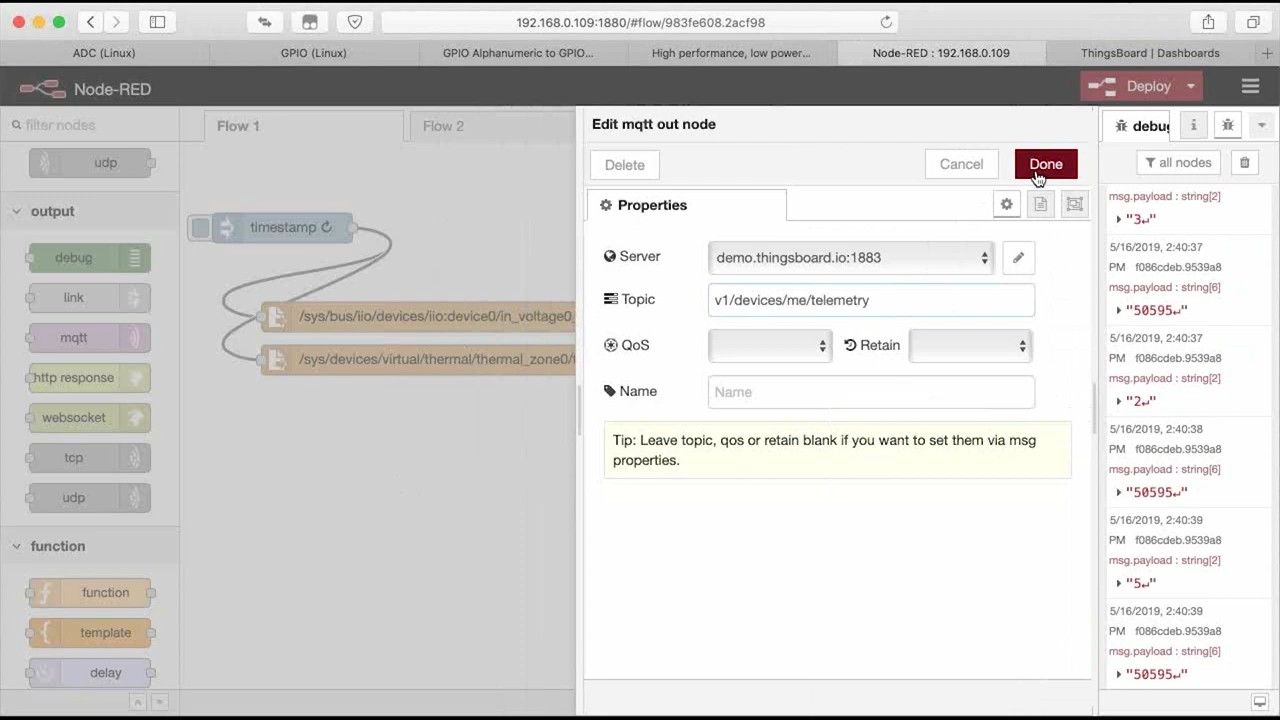 192.168.0.109:1880/#flow/983fe608.2acf98
ADC (Linux)
GPIO (Linux)
GPIO Alphanumeric to GPIO...
High performance, low power...
Node-RED : 192.168.0.109
ThingsBoard | Dashboards
Node-RED
Deploy
filter nodes
Flow 1
Flow 2
udp
output
debug
link
mqtt
http response
websocket
tcp
udp
function
function
template
delay
timestamp ↻
/sys/bus/iio/devices/iio:device0/in_voltage0_
/sys/devices/virtual/thermal/thermal_zone0/t
Edit mqtt out node
Delete
Cancel
Done
Properties
Server
demo.thingsboard.io:1883
Topic
v1/devices/me/telemetry
QoS
Retain
Name
Name
Tip: Leave topic, qos or retain blank if you want to set them via msg
properties.
debug
i
all nodes
msg.payload : string[2]
"3↵"
5/16/2019, 2:40:37
PM f086cdeb.9539a8
msg.payload : string[6]
"50595↵"
5/16/2019, 2:40:37
PM f086cdeb.9539a8
msg.payload : string[2]
"2↵"
5/16/2019, 2:40:38
PM f086cdeb.9539a8
msg.payload : string[6]
"50595↵"
5/16/2019, 2:40:39
PM f086cdeb.9539a8
msg.payload : string[2]
"5↵"
5/16/2019, 2:40:39
PM f086cdeb.9539a8
msg.payload : string[6]
"50595↵"